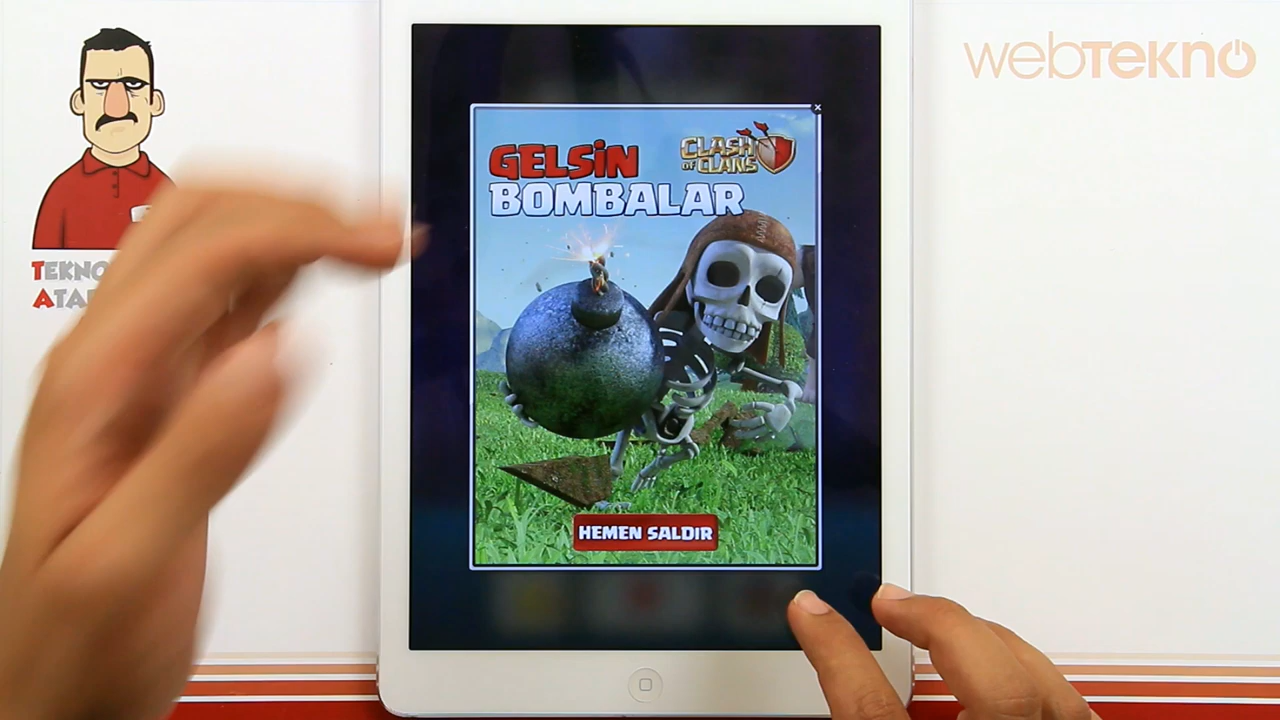 webTEKNO
GELSiN
BOMBALAR
CLASH
OF CLANS
HEMEN SALDIR